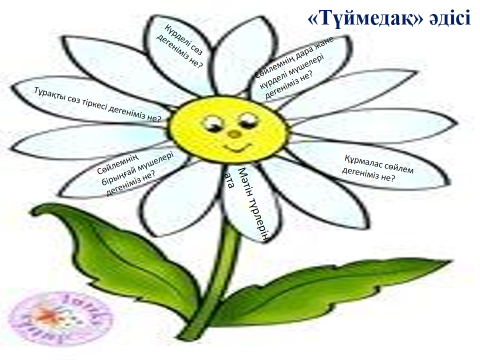 «Түймедақ» әдісі
Күрделі сөз
дегеніміз не?
Сөйлемнің дара және
күрделі мүшелері
дегеніміз не?
Тұрақты сөз тіркесі дегеніміз не?
Сөйлемнің
бірыңғай мүшелері
дегеніміз не?
Мәтін түрлерін
ата
Құрмалас сөйлем
дегеніміз не?